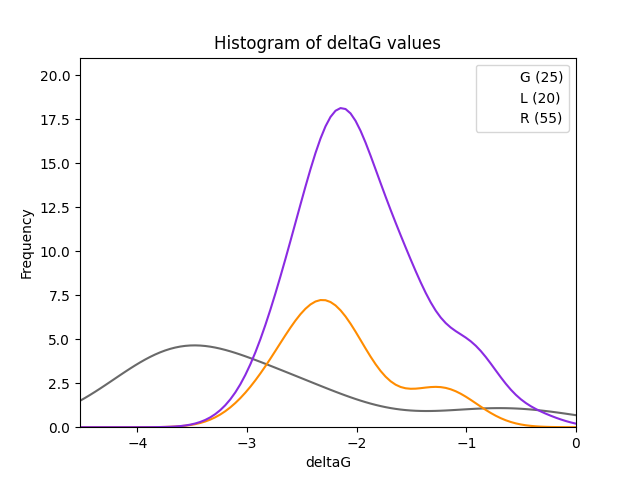 Histogram of deltaG values
G (25)
L (20)
R (55)
Frequency
20.0
17.5
15.0
12.5
10.0
7.5
5.0
2.5
0.0
−4
−3
−2
−1
0
deltaG